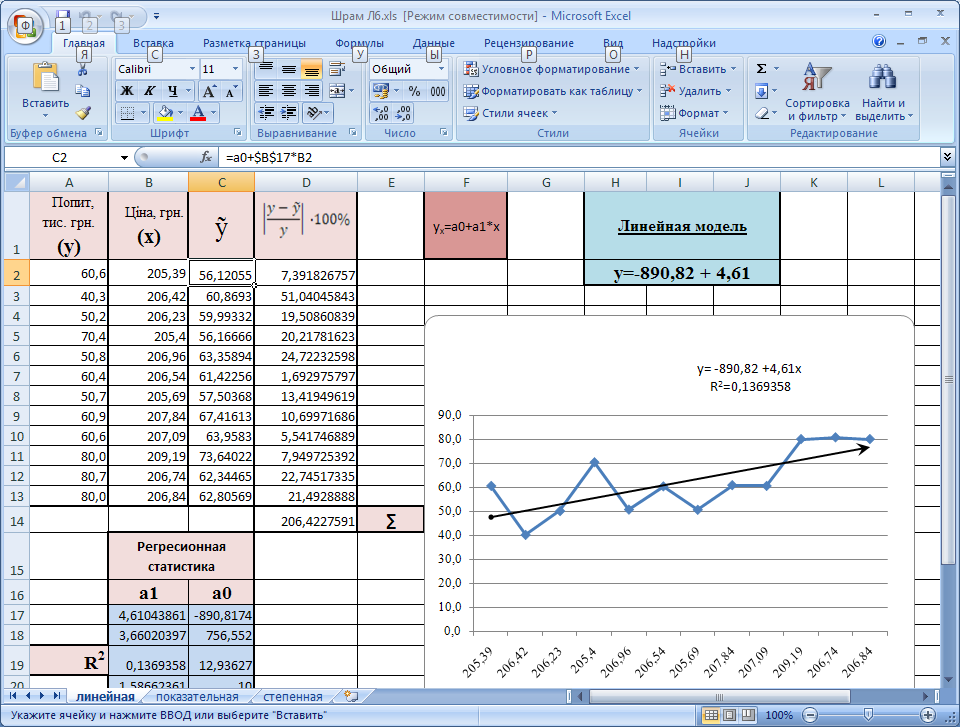 Шрам Л6.xls [Режим совместимости] - Microsoft Excel
Ф 1 2 3
Главная Вставка Разметка страницы Формулы Данные Рецензирование Вид Надстройки
Я С З У Ы Р О Н
Вставить
Буфер обмена
Calibri 11
Ж К Ч А А
А
Шрифт
Выравнивание
Общий
% 000
Число
Условное форматирование
Форматировать как таблицу
Стили ячеек
Стили
Вставить
Удалить
Формат
Ячейки
Σ
Сортировка и фильтр
Найти и выделить
Редактирование
C2 fx =a0+$B$17*B2
A B C D E F G H I J K L
1 Попит, тис. грн. (y) Ціна, грн. (x) ỹ |y − ỹ / y| ·100% yx=a0+a1*x Линейная модель
2 60,6 205,39 56,12055 7,391826757 y=-890,82 + 4,61
3 40,3 206,42 60,8693 51,04045843
4 50,2 206,23 59,99332 19,50860839
5 70,4 205,4 56,16666 20,21781623
6 50,8 206,96 63,35894 24,72232598
7 60,4 206,54 61,42256 1,692975797
8 50,7 205,69 57,50368 13,41949619
9 60,9 207,84 67,41613 10,69971686
10 60,6 207,09 63,9583 5,541746889
11 80,0 209,19 73,64022 7,949725392
12 80,7 206,74 62,34465 22,74517335
13 80,0 206,84 62,80569 21,4928888
14 206,4227591 Σ
15 Регресионная статистика
16 a1 a0
17 4,61043861 -890,8174
18 3,66020397 756,552
19 R² 0,1369358 12,93627
20 1,58662361 10
y= -890,82 +4,61x
R²=0,1369358
90,0
80,0
70,0
60,0
50,0
40,0
30,0
20,0
10,0
0,0
205,39 206,42 206,23 205,4 206,96 206,54 205,69 207,84 207,09 209,19 206,74 206,84
линейная показательная степенная
Укажите ячейку и нажмите ВВОД или выберите "Вставить" 100%